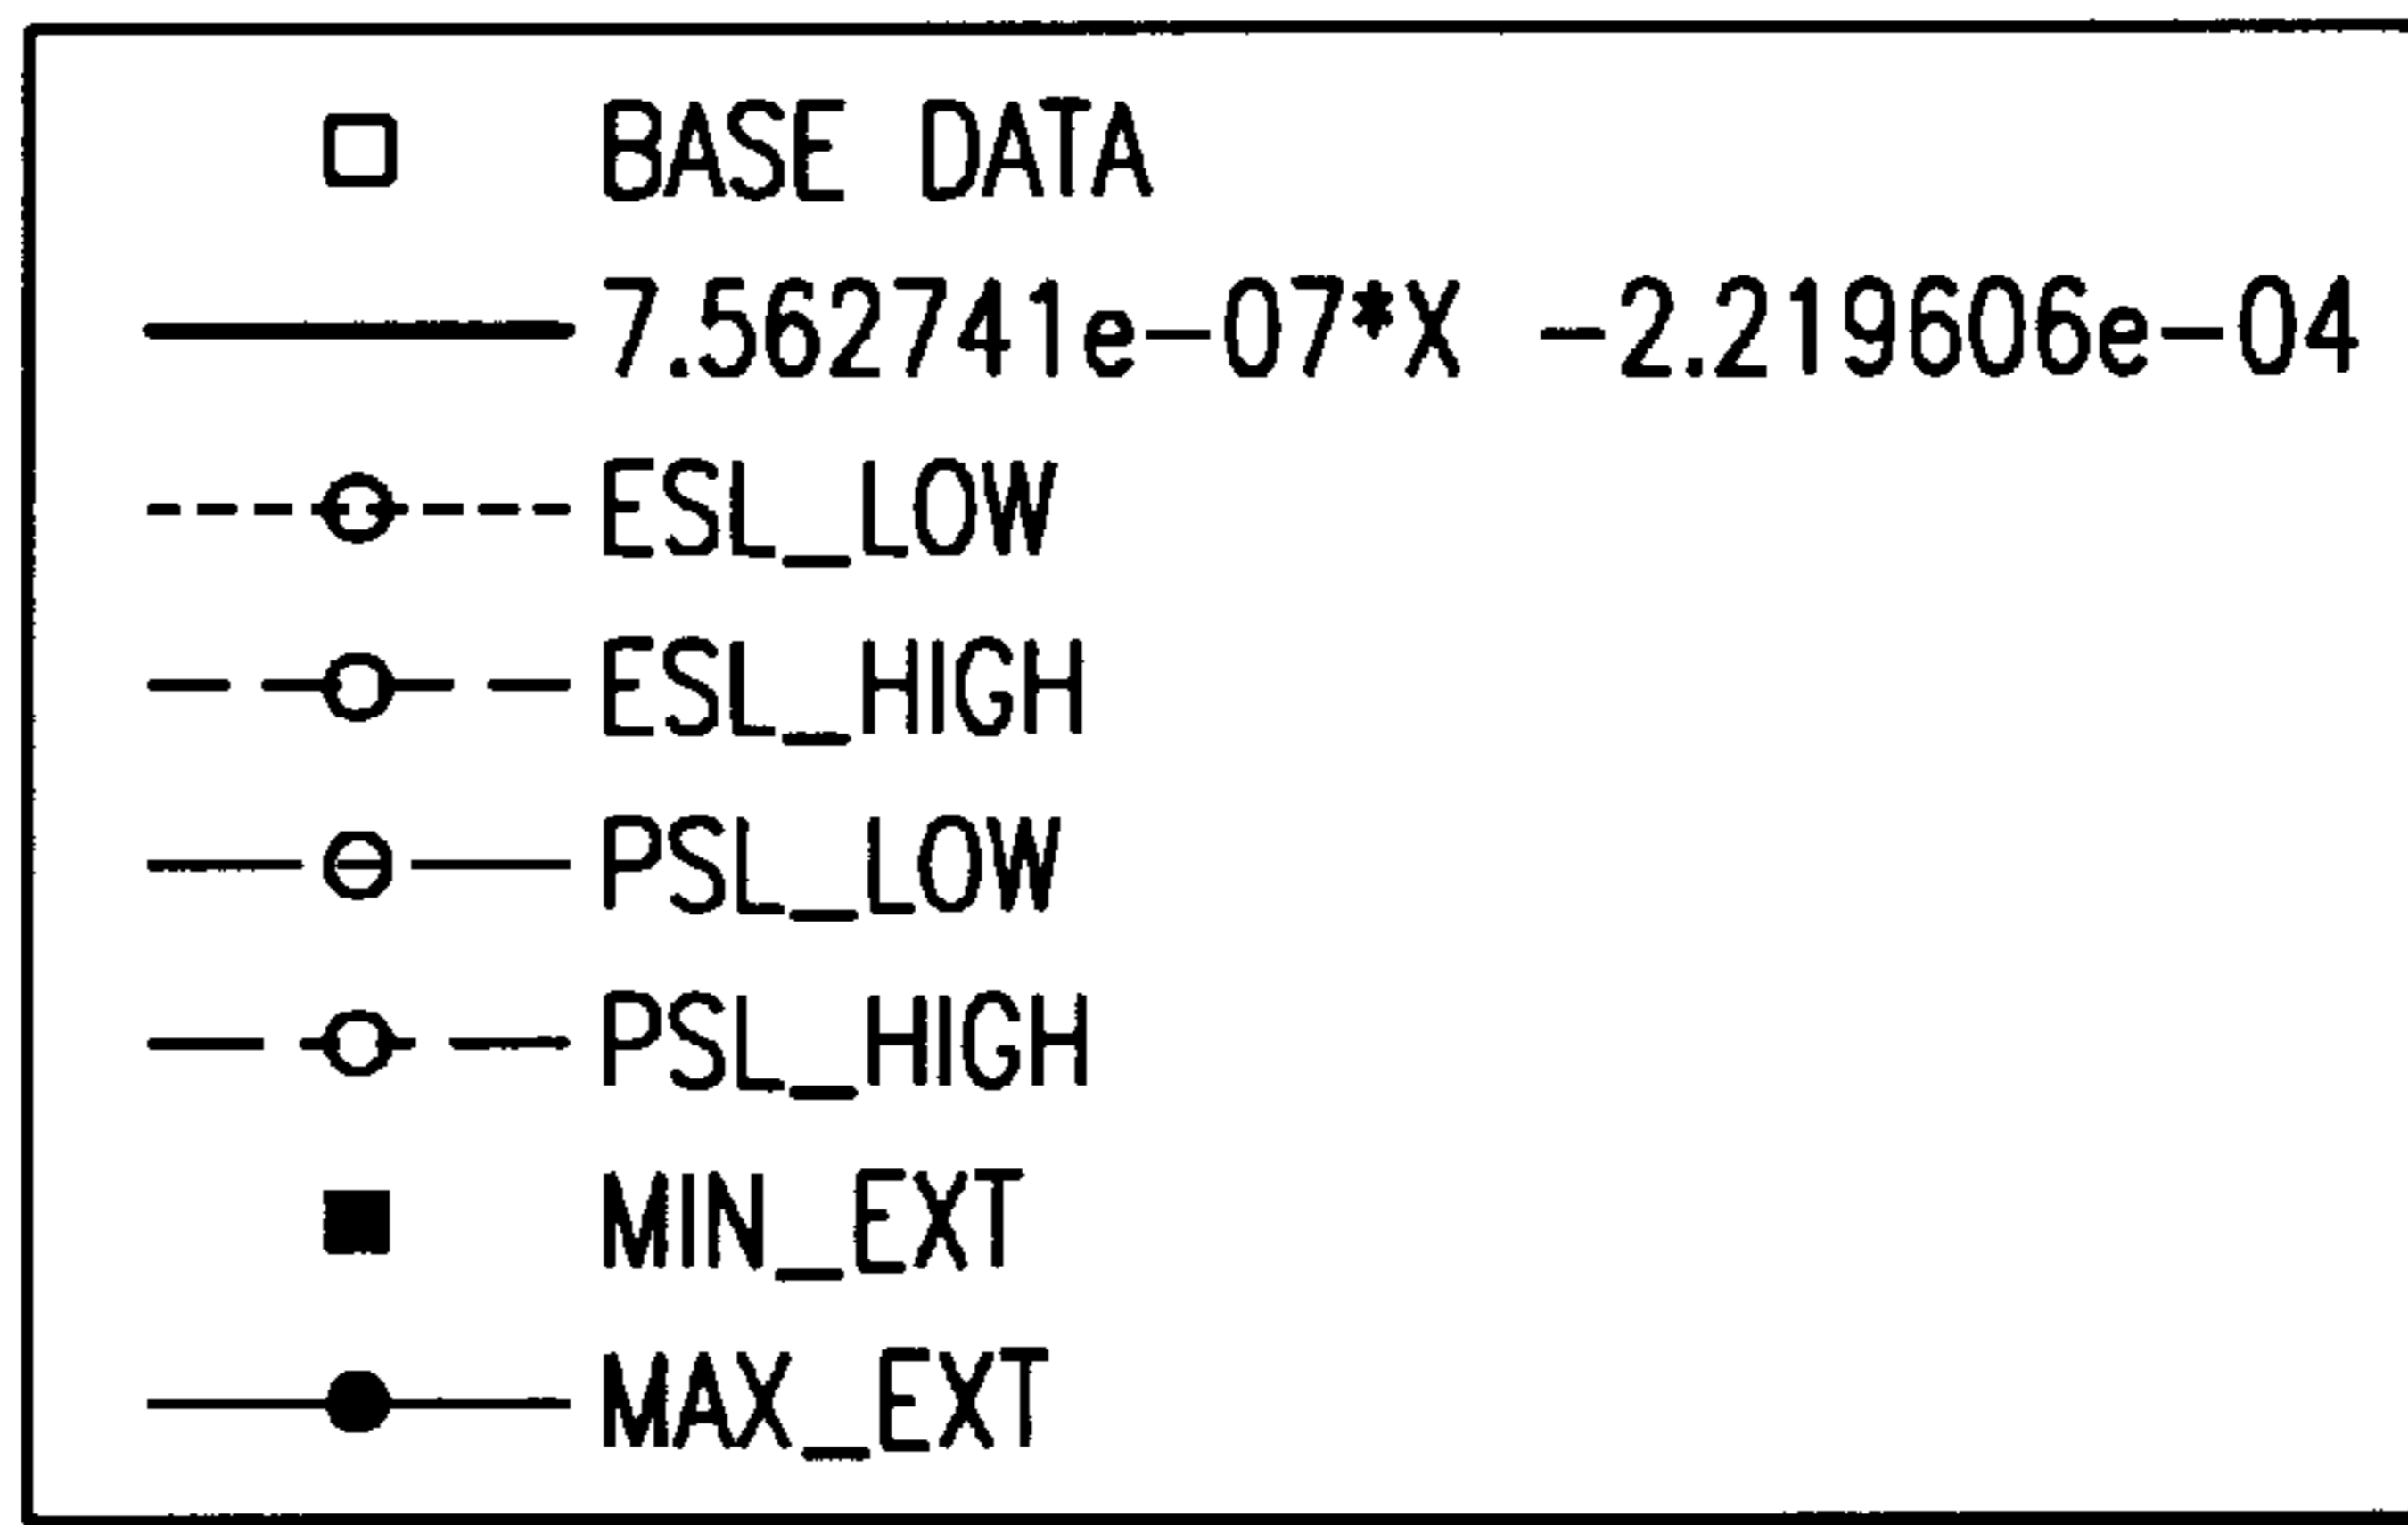 BASE DATA
7.562741e-07*X -2.219606e-04
ESL_LOW
ESL_HIGH
PSL_LOW
PSL_HIGH
MIN_EXT
MAX_EXT